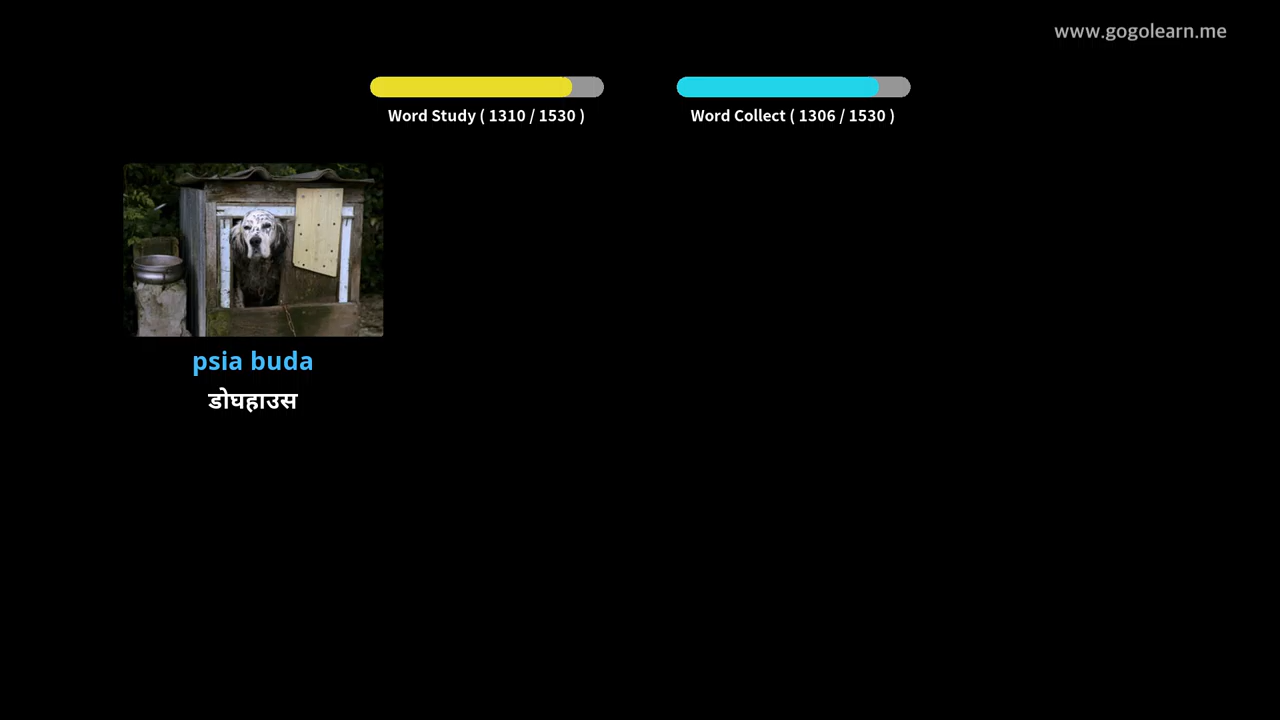 www.gogolearn.me
Word Study ( 1310 / 1530 )
Word Collect ( 1306 / 1530 )
psia buda
डोघहाउस